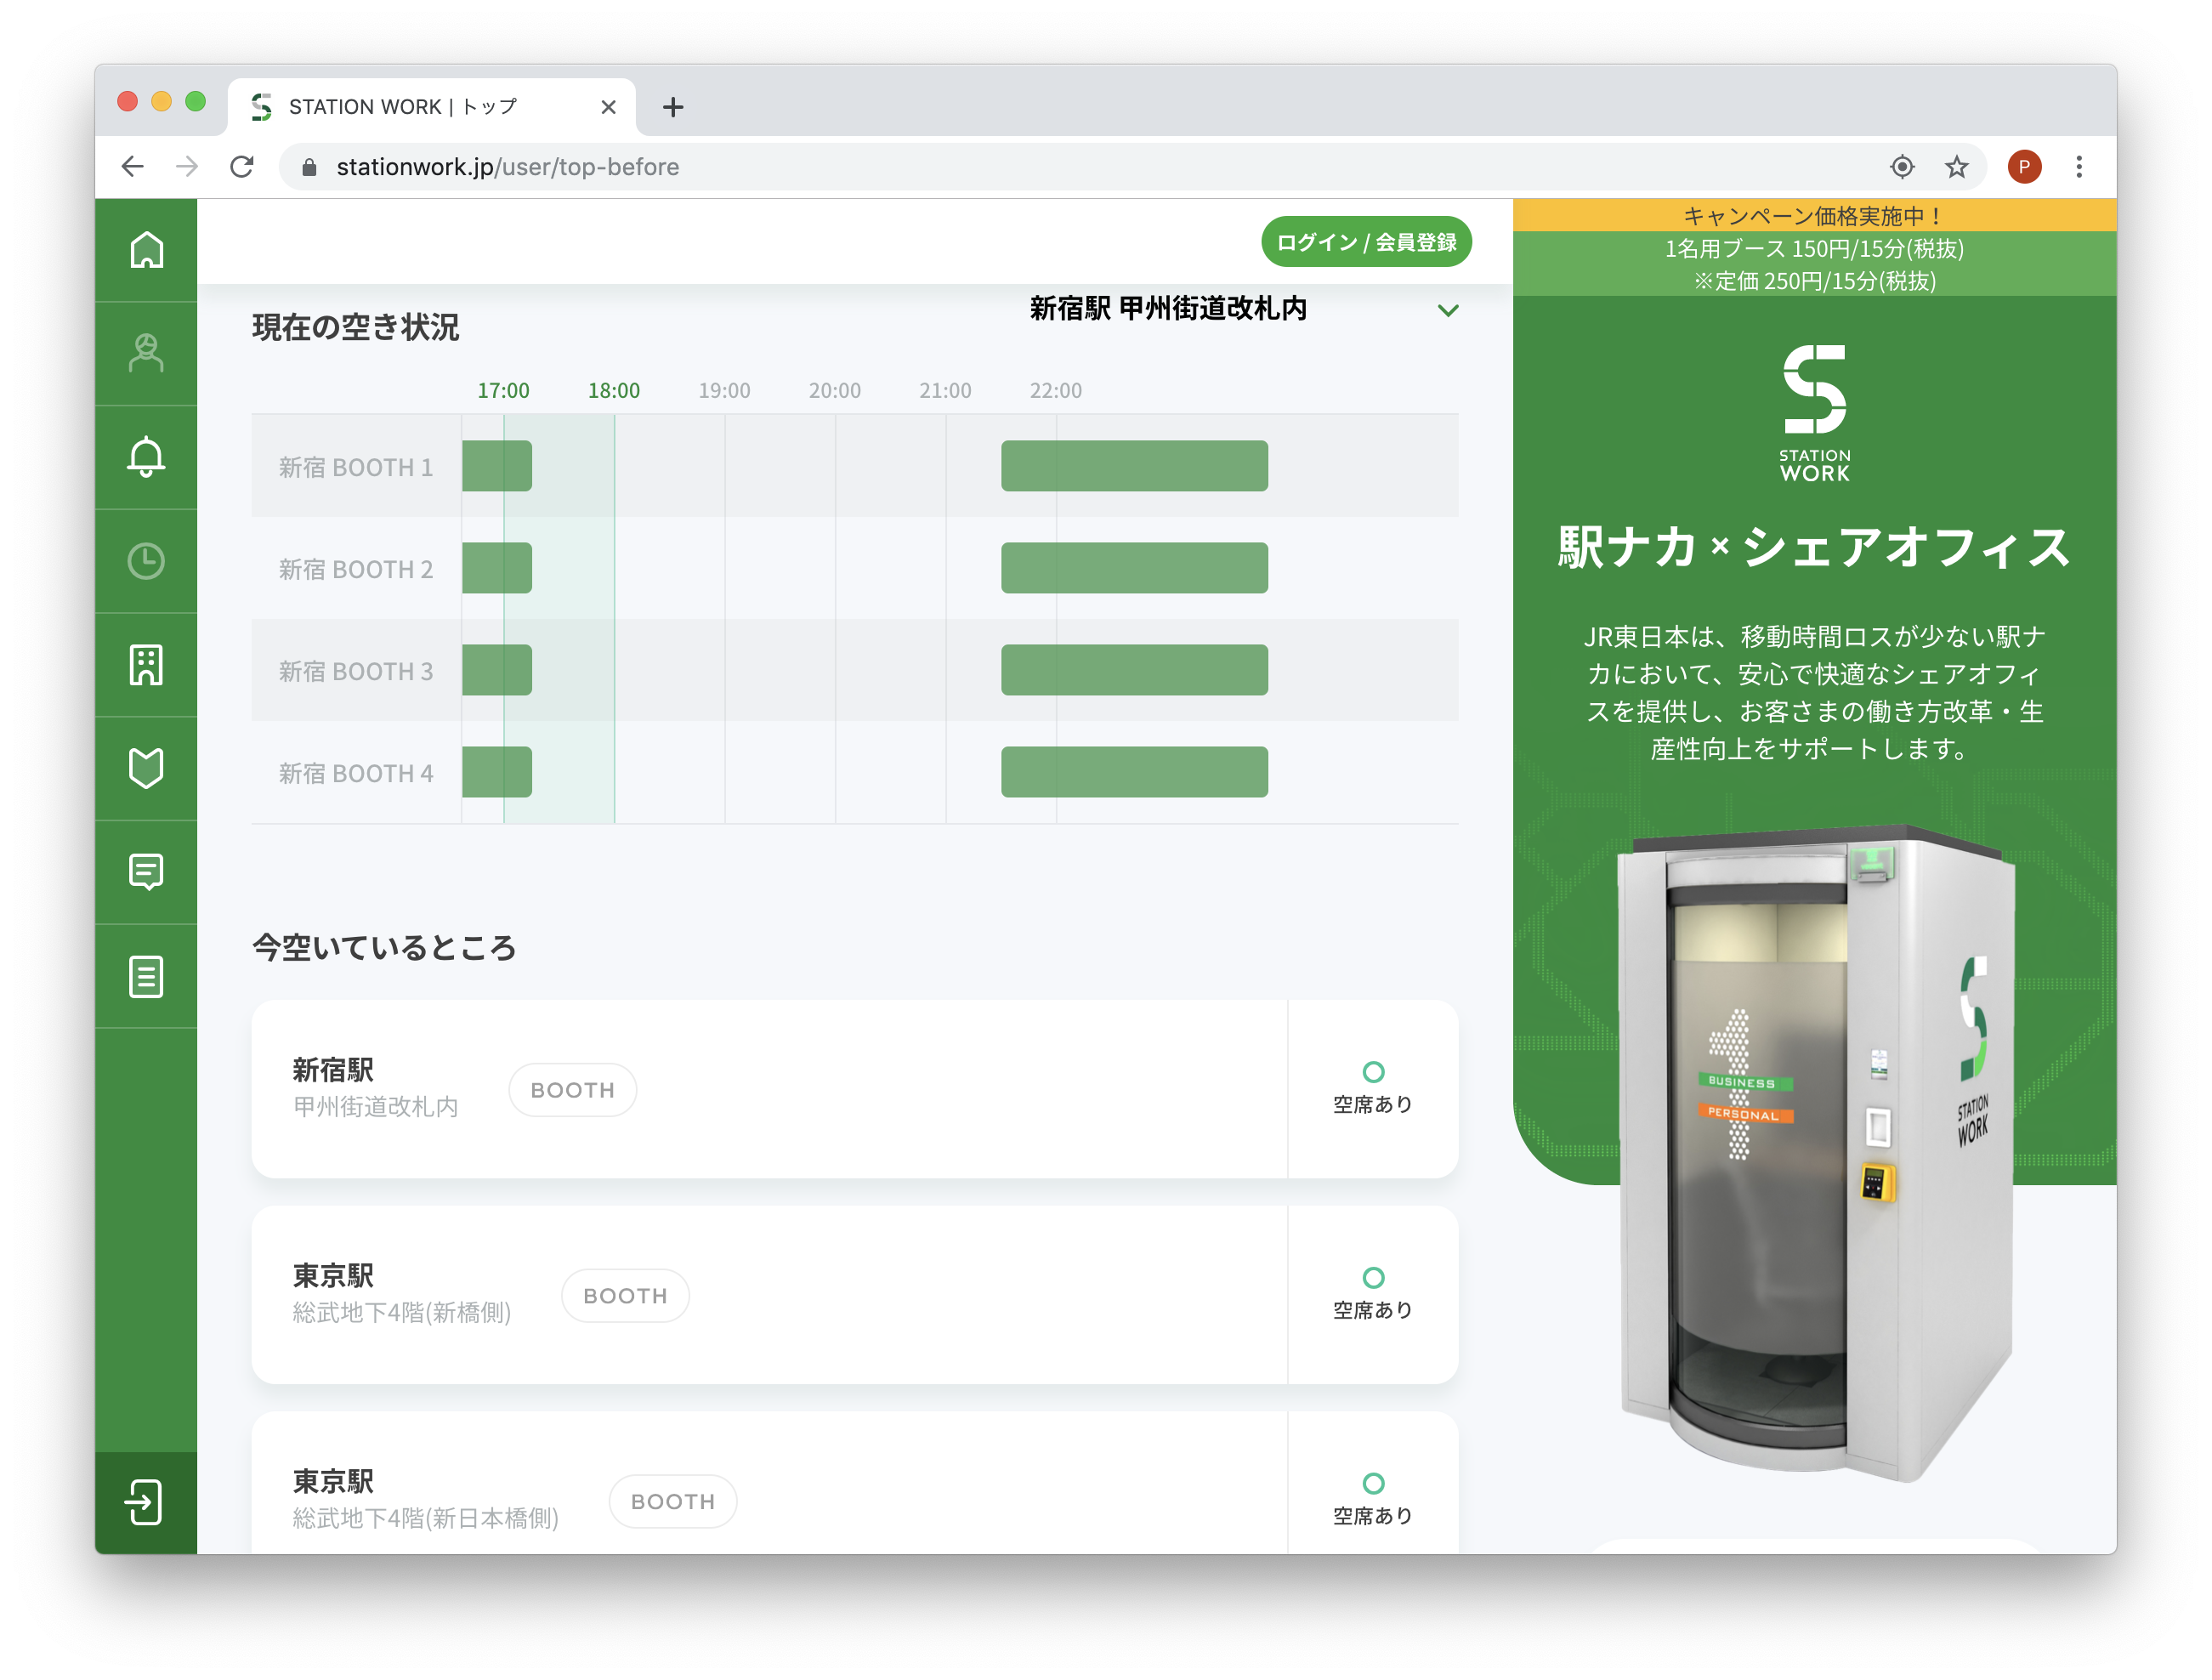 STATION WORK | トップ
stationwork.jp/user/top-before
P
ログイン / 会員登録
現在の空き状況
新宿駅 甲州街道改札内
17:00 18:00 19:00 20:00 21:00 22:00
新宿 BOOTH 1
新宿 BOOTH 2
新宿 BOOTH 3
新宿 BOOTH 4
今空いているところ
新宿駅
甲州街道改札内
BOOTH
空席あり
東京駅
総武地下4階(新橋側)
BOOTH
空席あり
東京駅
総武地下4階(新日本橋側)
BOOTH
空席あり
キャンペーン価格実施中！
1名用ブース 150円/15分(税抜)
※定価 250円/15分(税抜)
STATION
WORK
駅ナカ × シェアオフィス
JR東日本は、移動時間ロスが少ない駅ナ
カにおいて、安心で快適なシェアオフィ
スを提供し、お客さまの働き方改革・生
産性向上をサポートします。
1
BUSINESS
PERSONAL
STATION
WORK